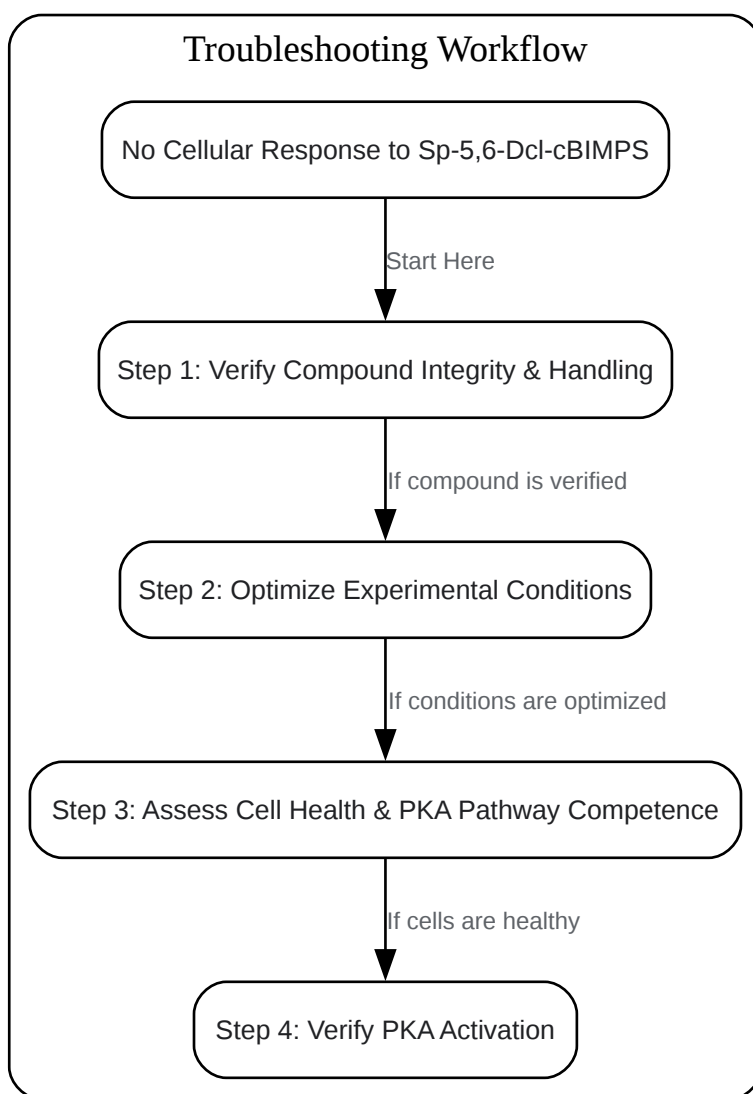 Troubleshooting Workflow
No Cellular Response to Sp-5,6-Dcl-cBIMPS
Start Here
Step 1: Verify Compound Integrity & Handling
If compound is verified
Step 2: Optimize Experimental Conditions
If conditions are optimized
Step 3: Assess Cell Health & PKA Pathway Competence
If cells are healthy
Step 4: Verify PKA Activation